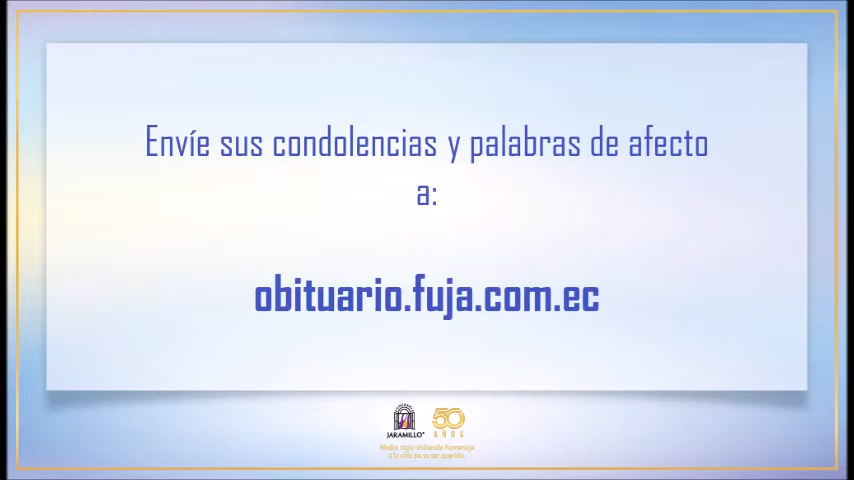 Envíe sus condolencias y palabras de afecto
a:
obituario.fuja.com.ec
JARAMILLO
50
AÑOS
Medio siglo rindiendo homenaje
a la vida de su ser querido.